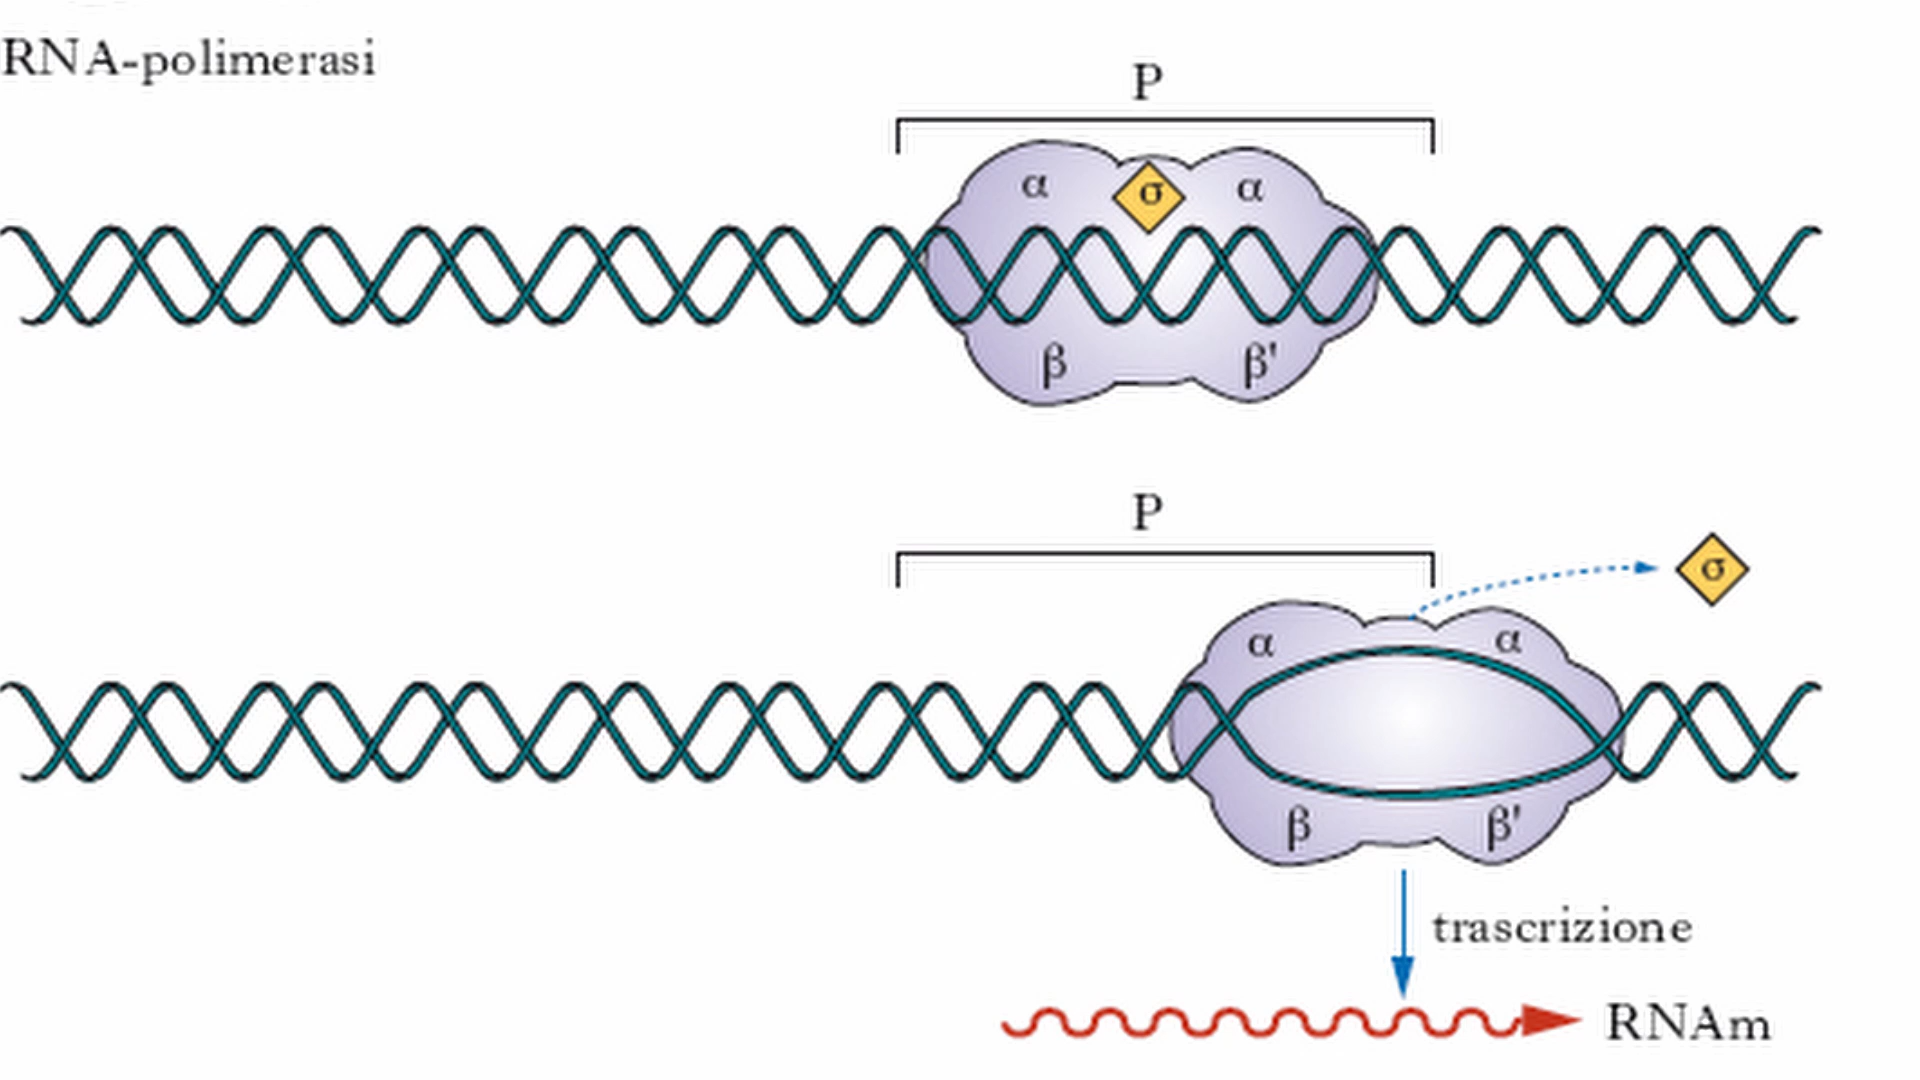 RNA-polimerasi
P
α
σ
α
β
β'
P
σ
α
α
β
β'
trascrizione
RNAm